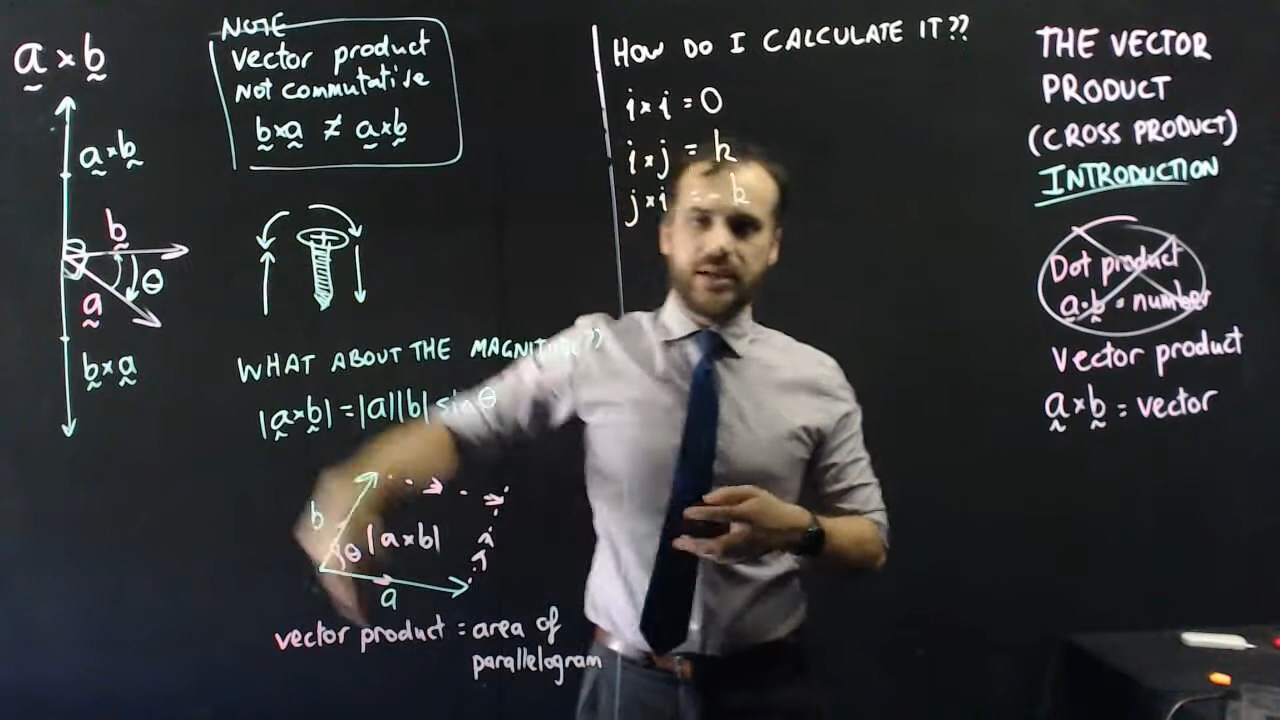 a × b
a × b
b
θ
a
b × a
NOTE
Vector product
Not commutative
b×a ≠ a×b
WHAT ABOUT THE MAGNITUDE??
|a×b| = |a||b| sin θ
b
θ
|a×b|
a
vector product = area of
parallelogram
HOW DO I CALCULATE IT??
i × i = 0
i × j = k
j × i = - k
THE VECTOR
PRODUCT
(CROSS PRODUCT)
INTRODUCTION
Dot product
a·b = number
Vector product
a×b = vector